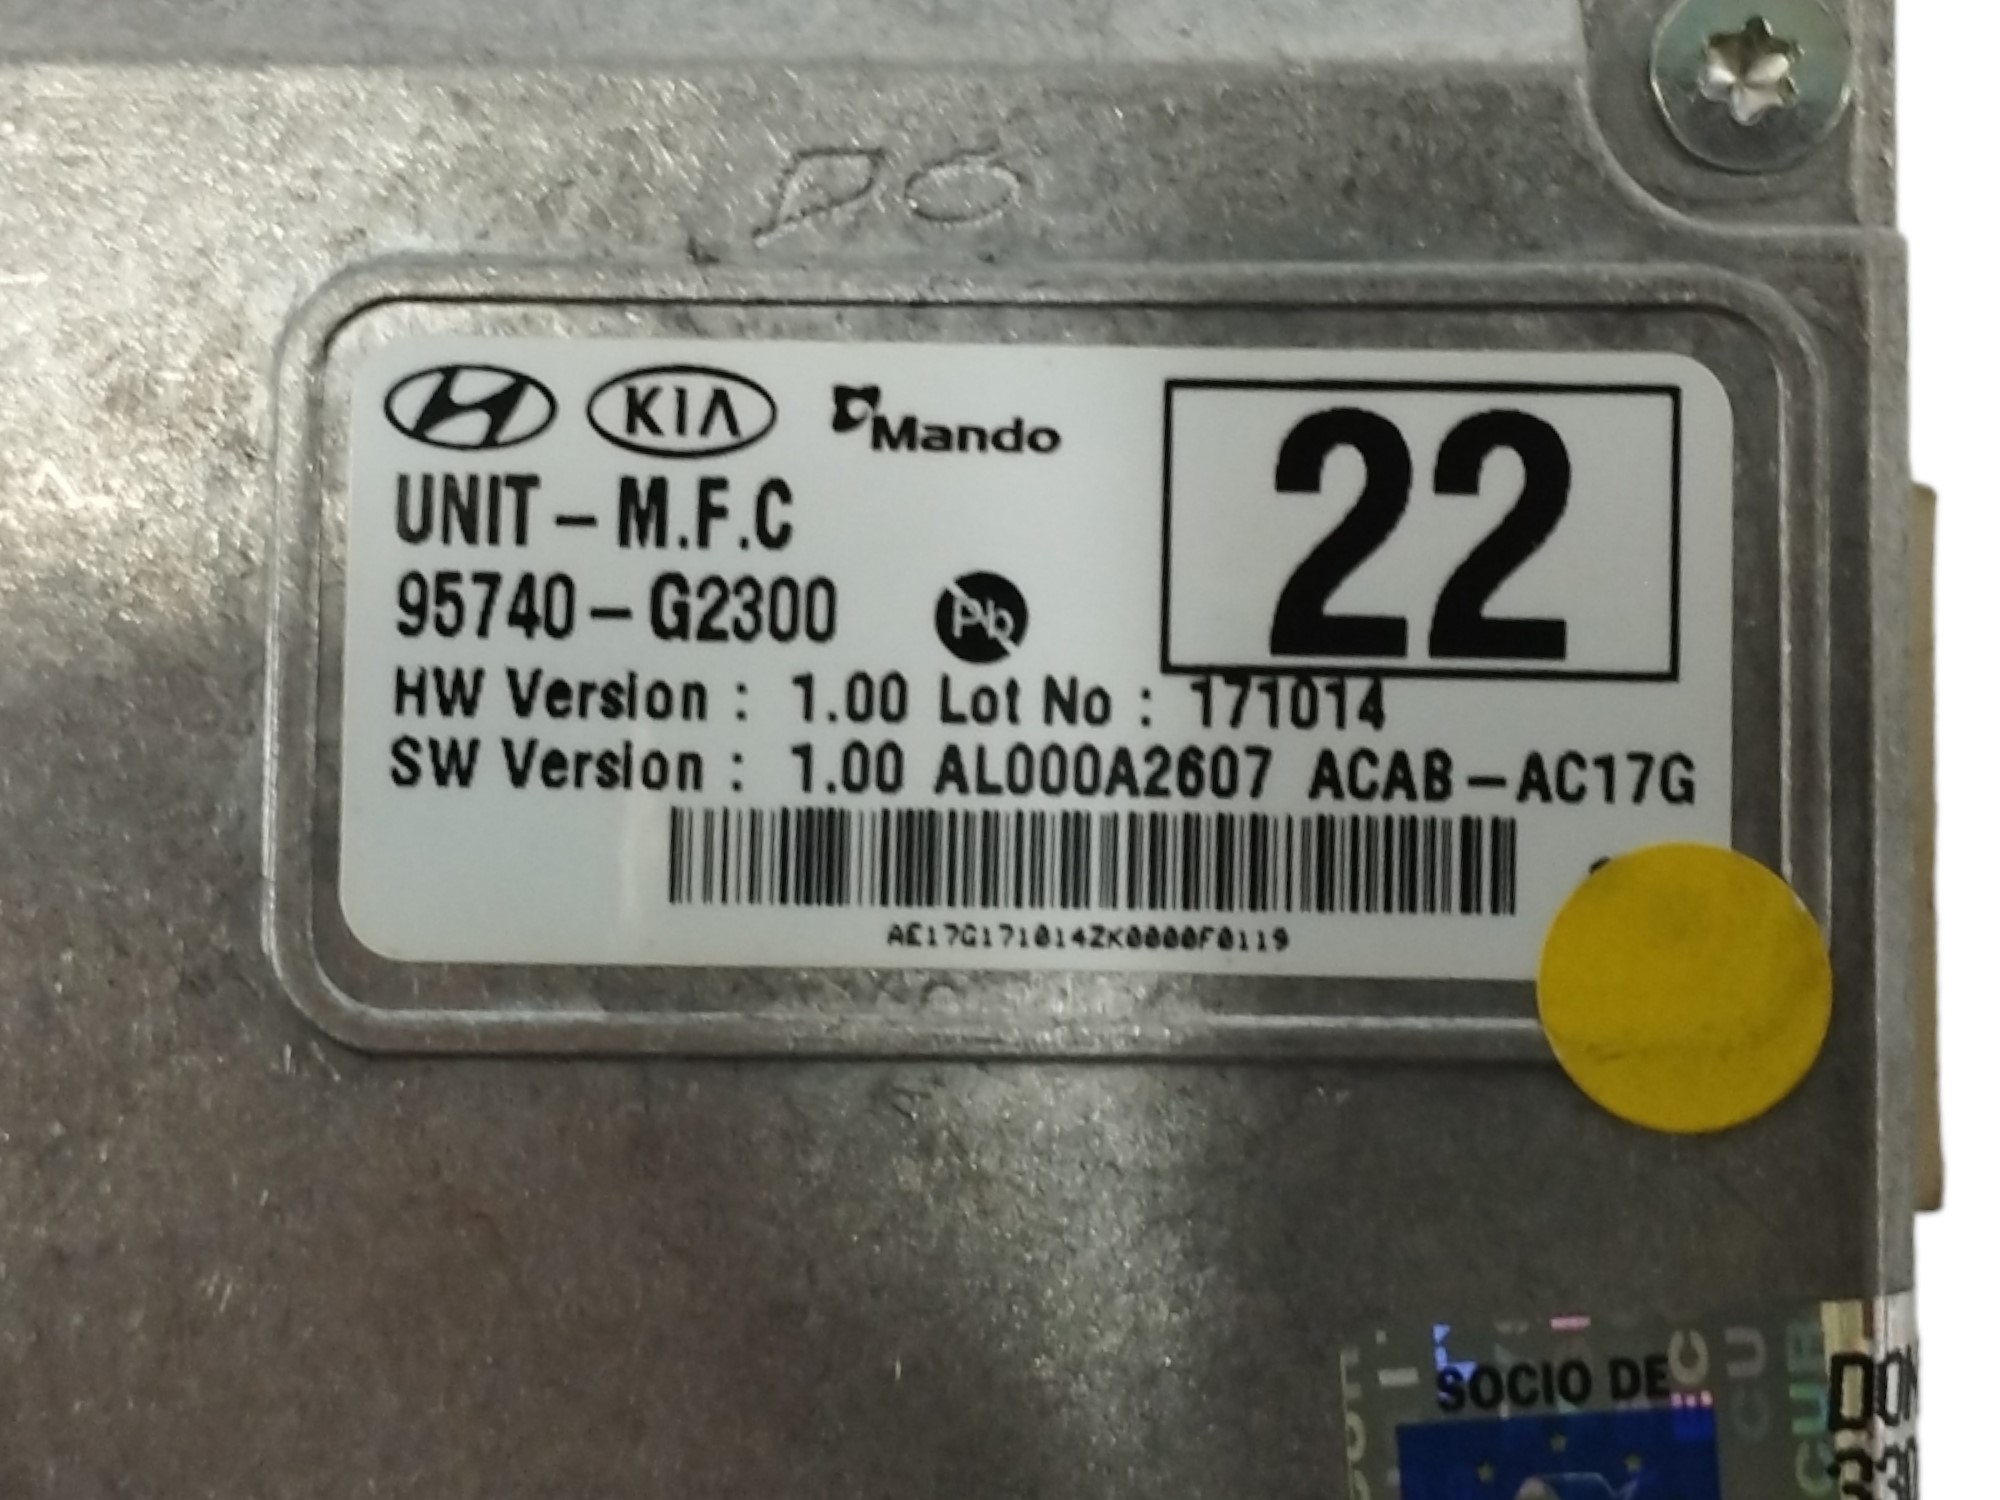 KIA Mando
22
UNIT-M.F.C
95740-G2300
Pb
HW Version : 1.00 Lot No : 171014
SW Version : 1.00 AL000A2607 ACAB-AC17G
AE17G171014ZK0000F0119
SOCIO DE